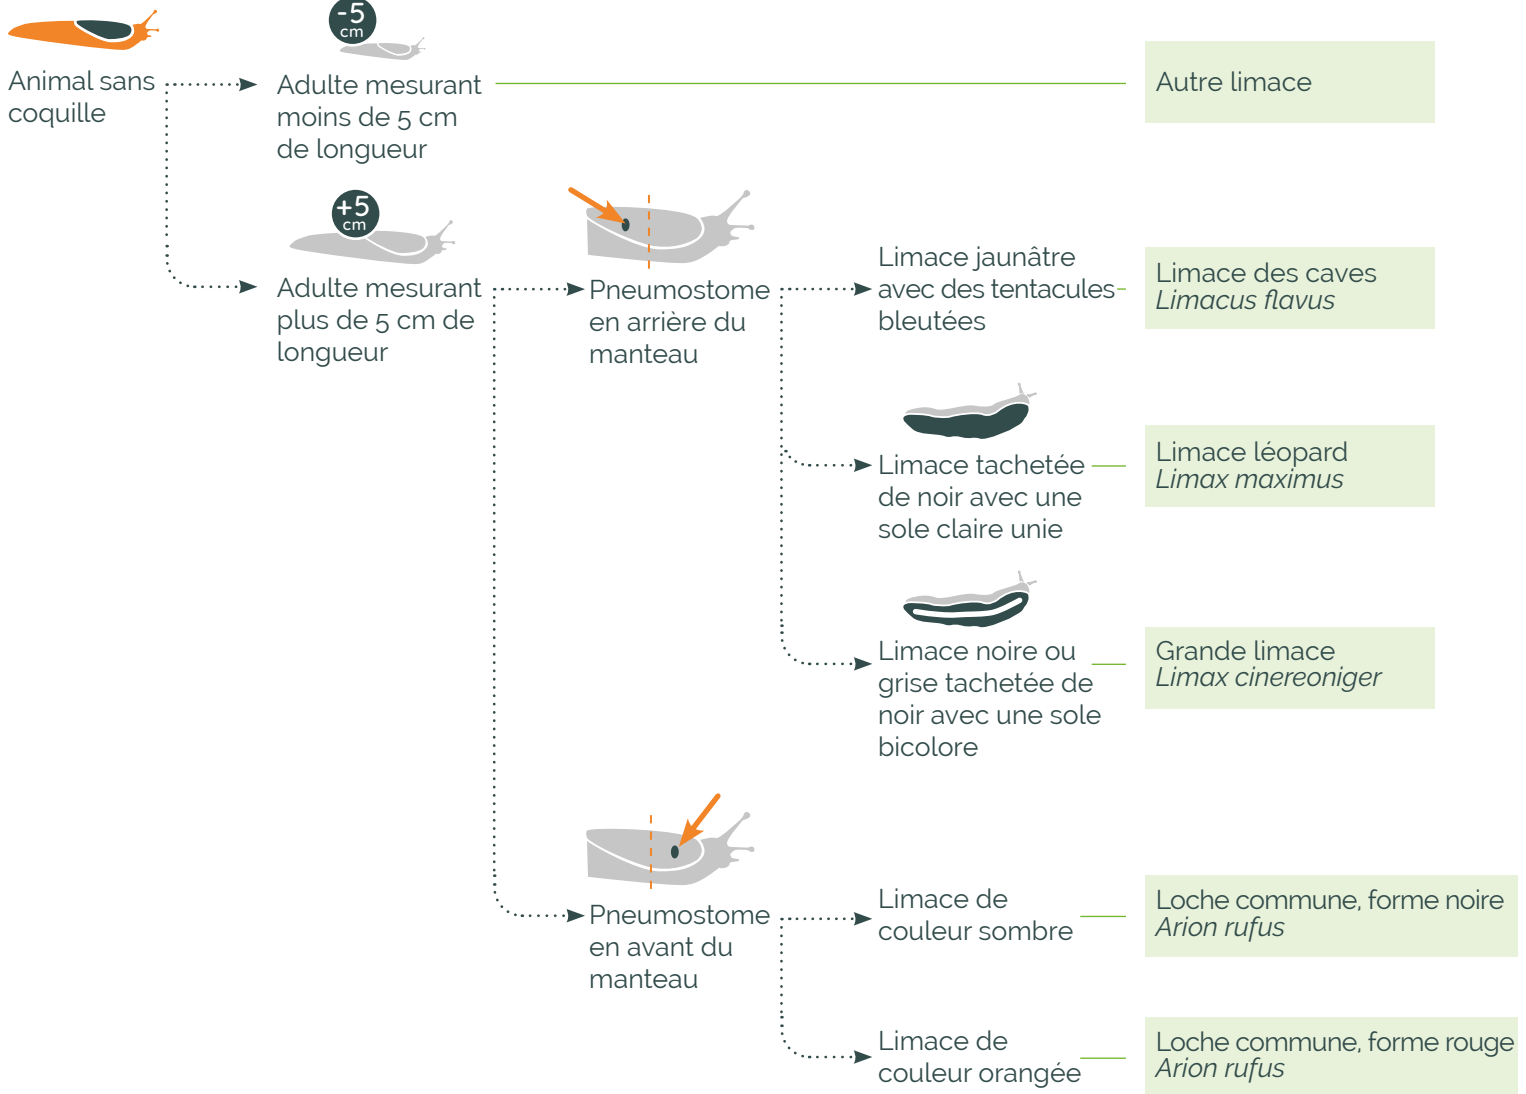 -5
cm
Animal sans
coquille
Adulte mesurant
moins de 5 cm
de longueur
Autre limace
+5
cm
Adulte mesurant
plus de 5 cm de
longueur
Pneumostome
en arrière du
manteau
Limace jaunâtre
avec des tentacules
bleutées
Limace des caves
Limacus flavus
Limace tachetée
de noir avec une
sole claire unie
Limace léopard
Limax maximus
Limace noire ou
grise tachetée de
noir avec une sole
bicolore
Grande limace
Limax cinereoniger
Pneumostome
en avant du
manteau
Limace de
couleur sombre
Loche commune, forme noire
Arion rufus
Limace de
couleur orangée
Loche commune, forme rouge
Arion rufus